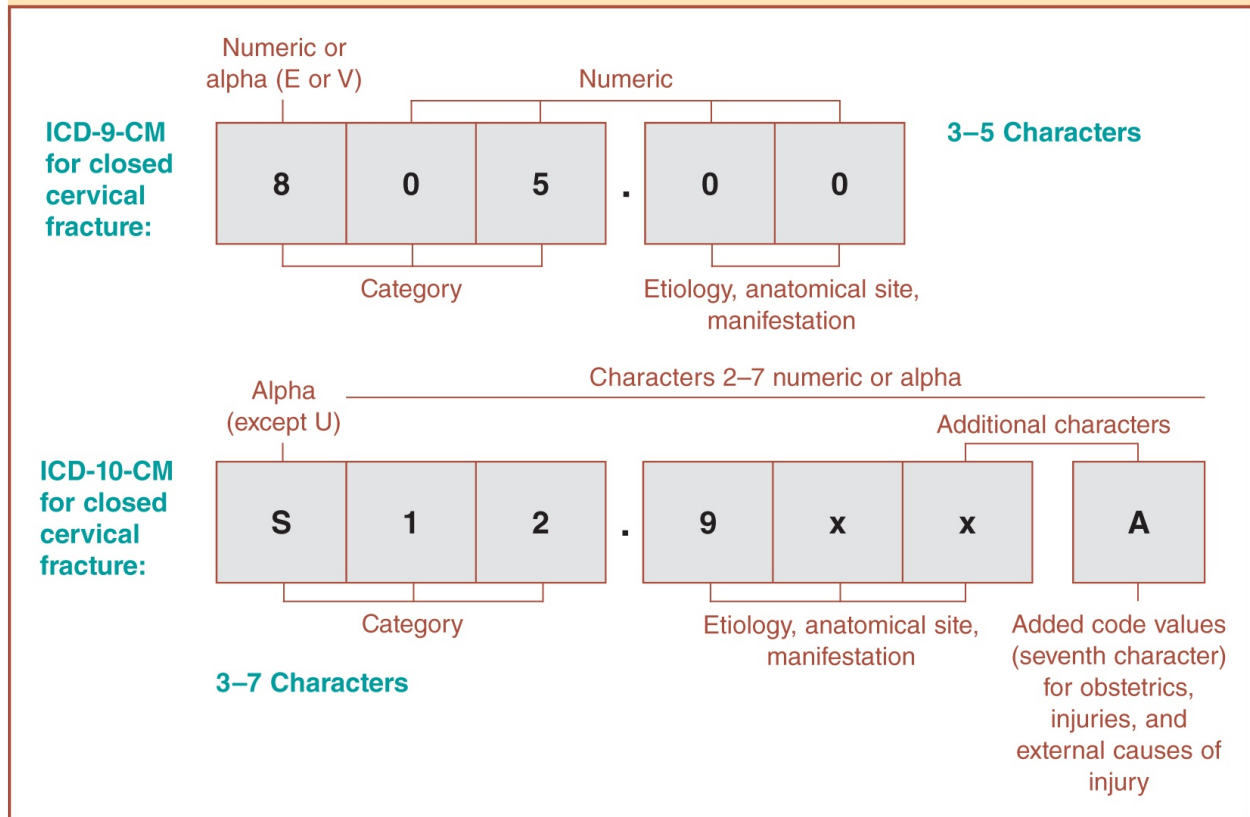 Numeric or
alpha (E or V)
Numeric
ICD-9-CM
for closed
cervical
fracture:
8 0 5 . 0 0
3–5 Characters
Category
Etiology, anatomical site,
manifestation
Characters 2–7 numeric or alpha
Alpha
(except U)
Additional characters
ICD-10-CM
for closed
cervical
fracture:
S 1 2 . 9 x x A
Category
Etiology, anatomical site,
manifestation
Added code values
(seventh character)
for obstetrics,
injuries, and
external causes of
injury
3–7 Characters